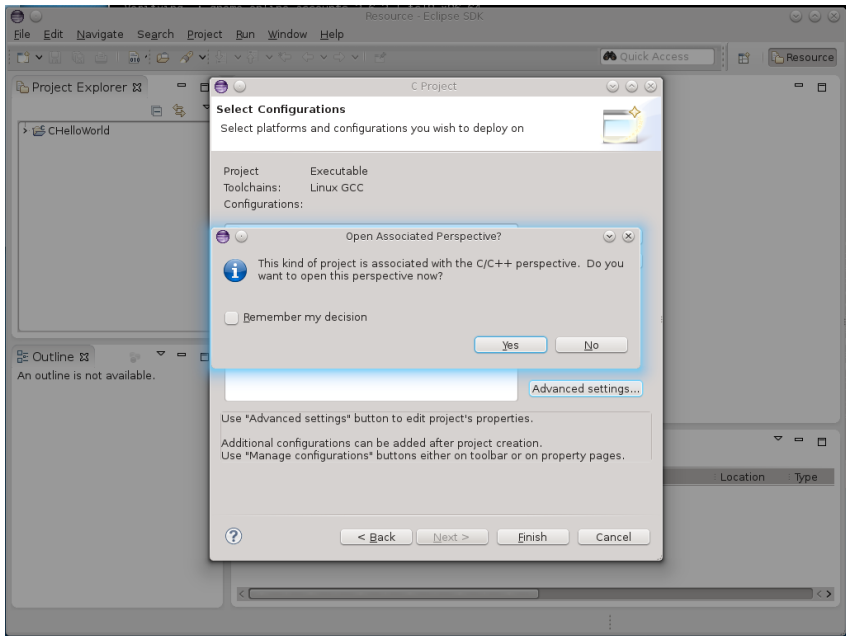 Resource - Eclipse SDK
File Edit Navigate Search Project Run Window Help
Quick Access
Resource
Project Explorer
CHelloWorld
C Project
Select Configurations
Select platforms and configurations you wish to deploy on
Project Executable
Toolchains: Linux GCC
Configurations:
Open Associated Perspective?
This kind of project is associated with the C/C++ perspective. Do you
want to open this perspective now?
Remember my decision
Yes No
Outline
An outline is not available.
Advanced settings...
Use "Advanced settings" button to edit project's properties.
Additional configurations can be added after project creation.
Use "Manage configurations" buttons either on toolbar or on property pages.
Location Type
< Back Next > Finish Cancel